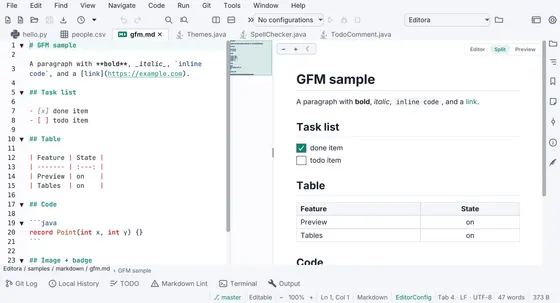 File Edit View Navigate Code Run Git Tools Window Help
No configurations
Editora
hello.py people.csv gfm.md Themes.java SpellChecker.java TodoComment.java
1 # GFM sample
2
3 A paragraph with **bold**, _italic_, `inline
code`, and a [link](https://example.com).
4
5 ## Task list
6
7 - [x] done item
8 - [ ] todo item
9
10 ## Table
11
12 | Feature | State |
13 | ------- | :---: |
14 | Preview | on |
15 | Tables | on |
16
17 ## Code
18
19 ```java
20 record Point(int x, int y) {}
21 ```
22
23 ## Image + badge
Editor Split Preview
GFM sample
A paragraph with bold, italic, inline code , and a link.
Task list
done item
todo item
Table
Feature State
Preview on
Tables on
Code
Editora / samples / markdown / gfm.md › GFM sample
Git Log Local History TODO Markdown Lint Terminal Output
master Editable − 100% + Ln 1, Col 1 Markdown EditorConfig Tab 4 · LF · UTF-8 47 words 373 B